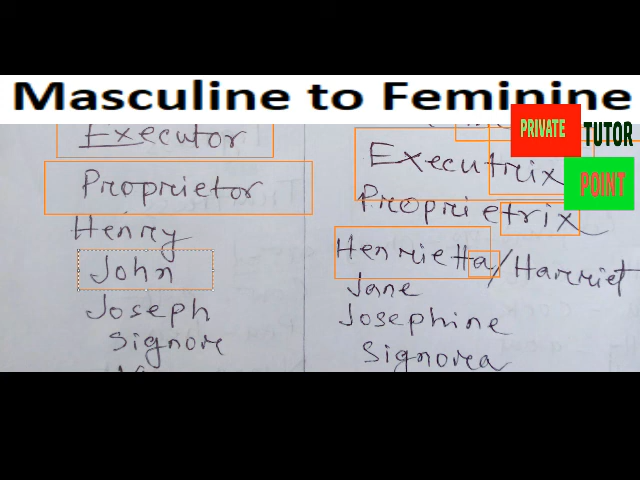 Masculine to Feminine
PRIVATE TUTOR
POINT
Executor Executrix
Proprietor Proprietrix
Henry Henrietta/Harriet
John Jane
Joseph Josephine
Signore Signora